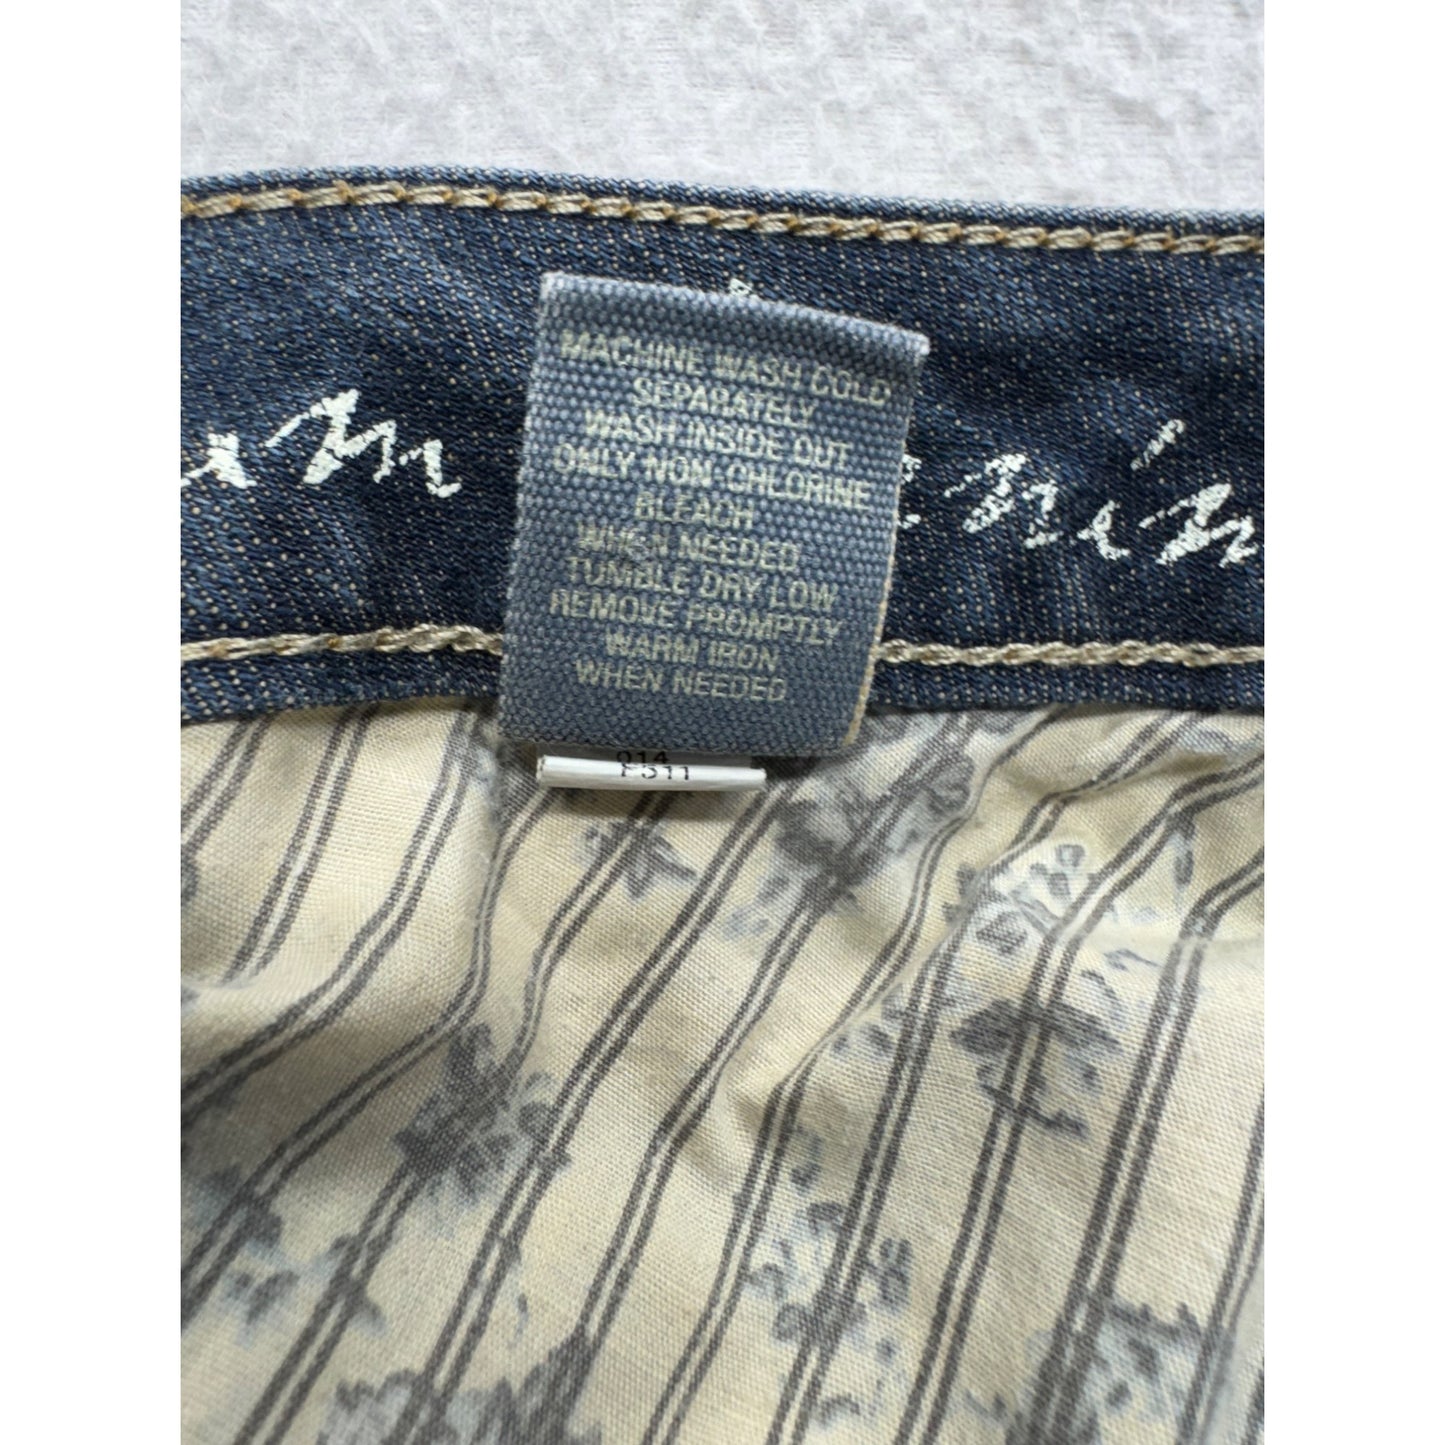 MACHINE WASH COLD
SEPARATELY
WASH INSIDE OUT
ONLY NON-CHLORINE
BLEACH
WHEN NEEDED
TUMBLE DRY LOW
REMOVE PROMPTLY
WARM IRON
WHEN NEEDED